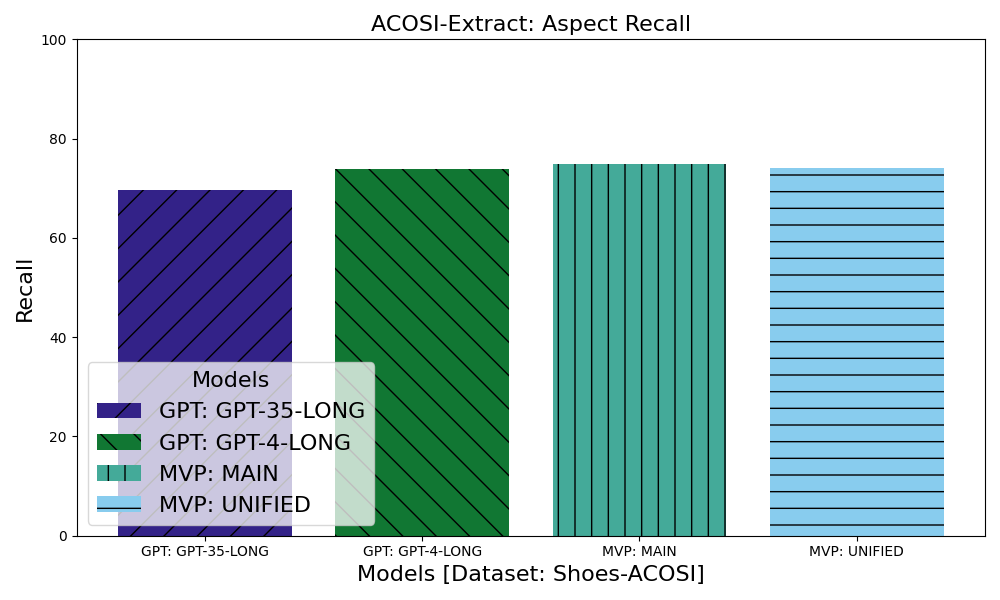 ACOSI-Extract: Aspect Recall
100
80
60
40
20
0
Recall
Models
GPT: GPT-35-LONG
GPT: GPT-4-LONG
MVP: MAIN
MVP: UNIFIED
GPT: GPT-35-LONG
GPT: GPT-4-LONG
MVP: MAIN
MVP: UNIFIED
Models [Dataset: Shoes-ACOSI]